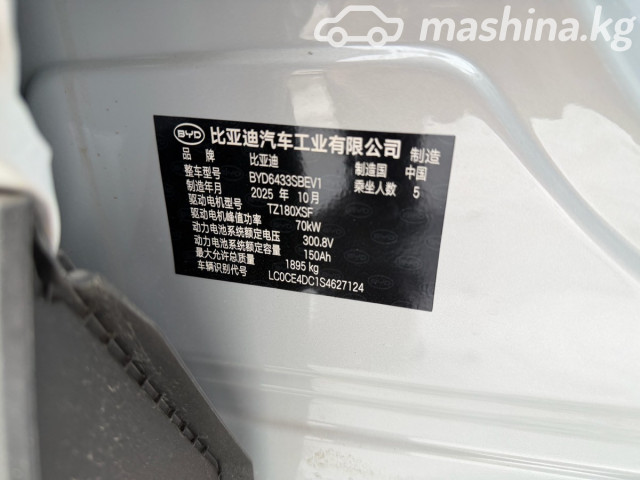 mashina.kg
BYD 比亚迪汽车工业有限公司 制造
品牌 比亚迪 制造国 中国
整车型号 BYD6433SBEV1 乘坐人数 5
制造年月 2025 年 10月
驱动电机型号 TZ180XSF
驱动电机峰值功率 70kW
动力电池系统额定电压 300.8V
动力电池系统额定容量 150Ah
最大允许总质量 1895 kg
车辆识别代号 LC0CE4DC1S4627124